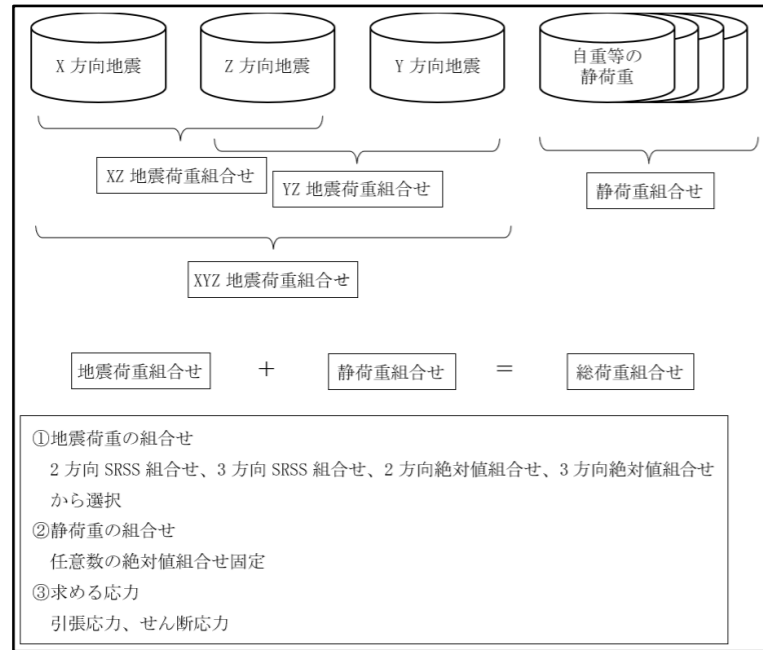 X 方向地震
Z 方向地震
Y 方向地震
自重等の
静荷重
XZ 地震荷重組合せ
YZ 地震荷重組合せ
静荷重組合せ
XYZ 地震荷重組合せ
地震荷重組合せ + 静荷重組合せ = 総荷重組合せ
①地震荷重の組合せ
2 方向 SRSS 組合せ、3 方向 SRSS 組合せ、2 方向絶対値組合せ、3 方向絶対値組合せ
から選択
②静荷重の組合せ
任意数の絶対値組合せ固定
③求める応力
引張応力、せん断応力